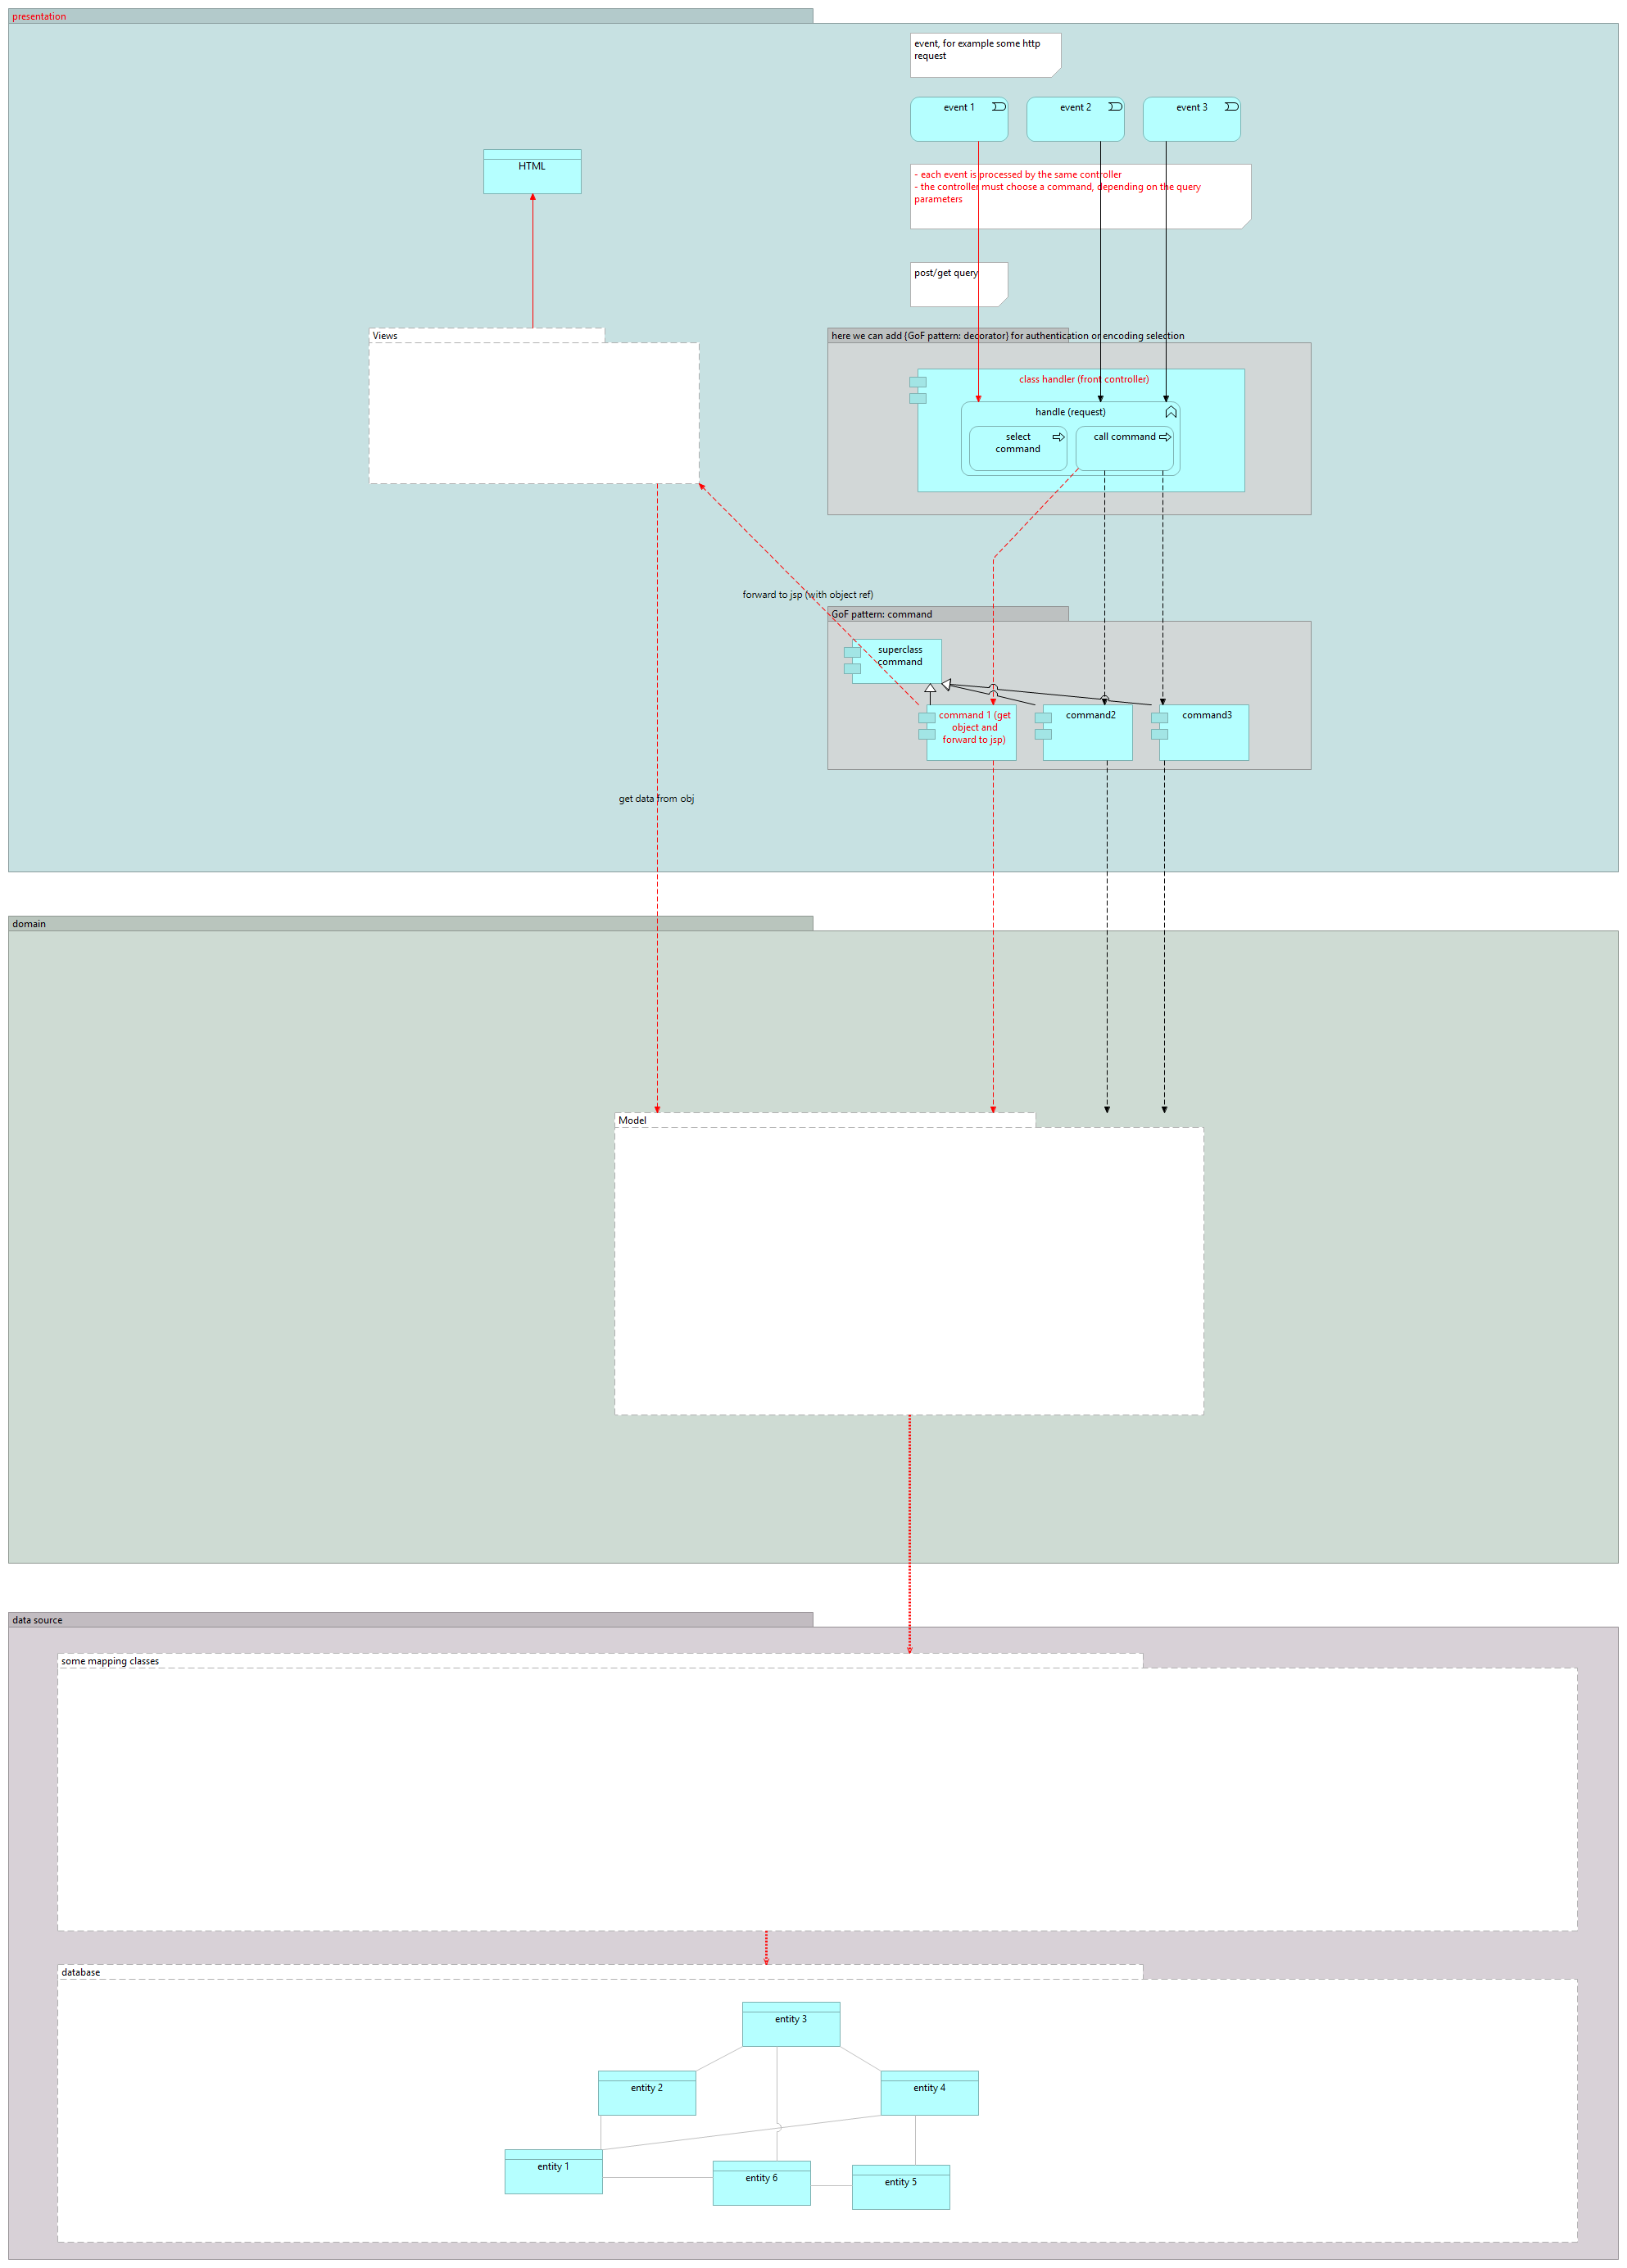 presentation
event, for example some http
request
event 1
event 2
event 3
HTML
- each event is processed by the same controller
- the controller must choose a command, depending on the query
parameters
post/get query
Views
here we can add {GoF pattern: decorator} for authentication or encoding selection
class handler (front controller)
handle (request)
select
command
call command
forward to jsp (with object ref)
GoF pattern: command
superclass
command
command 1 (get
object and
forward to jsp)
command2
command3
get data from obj
domain
Model
data source
some mapping classes
database
entity 3
entity 2
entity 4
entity 1
entity 6
entity 5